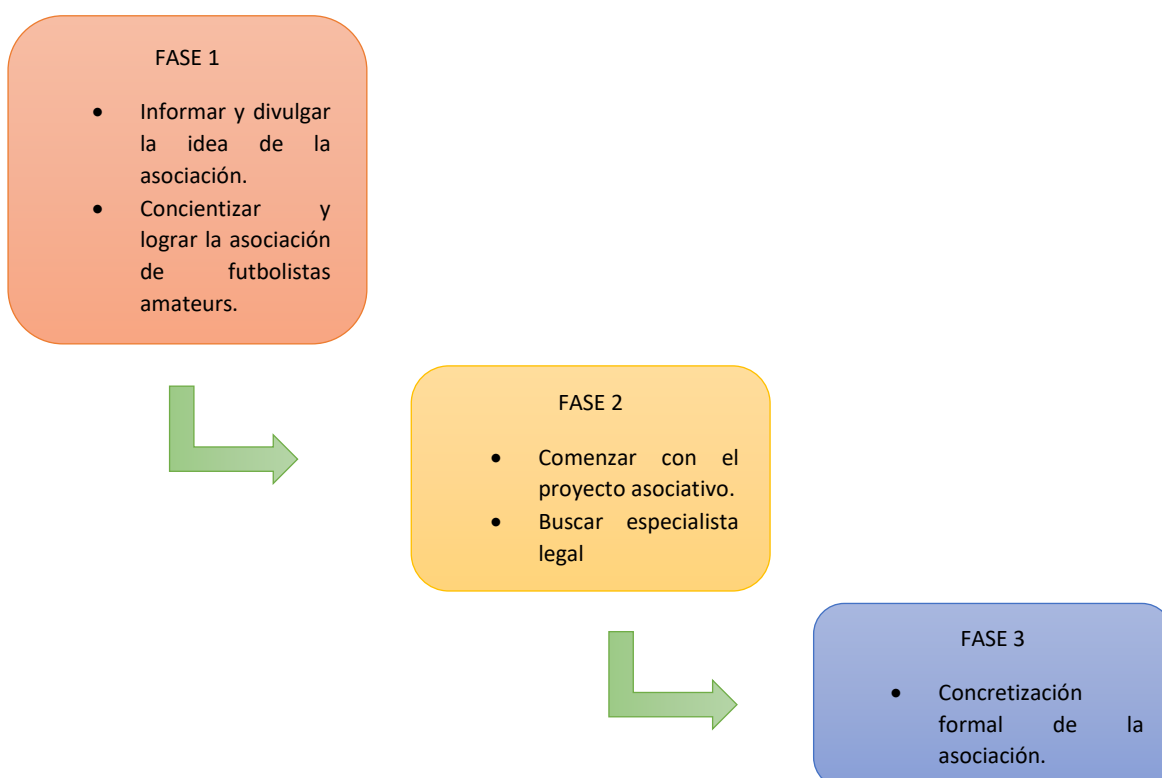 FASE 1
• Informar y divulgar
la idea de la
asociación.
• Concientizar y
lograr la asociación
de futbolistas
amateurs.
FASE 2
• Comenzar con el
proyecto asociativo.
• Buscar especialista
legal
FASE 3
• Concretización
formal de la
asociación.